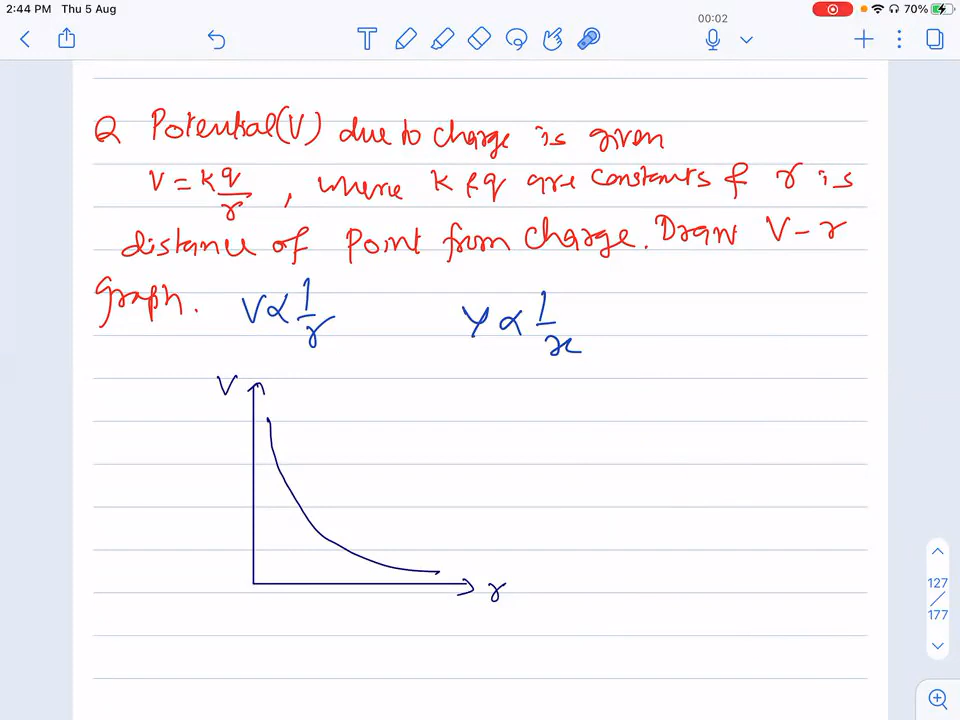 2:44 PM Thu 5 Aug
70%
00:02
T
Q Potential(V) due to charge is given
V = k q/r , where k & q are constants & r is
distance of Point from charge. Draw V - r
Graph.
V ∝ 1/r
Y ∝ 1/x
V
r
127
/
177